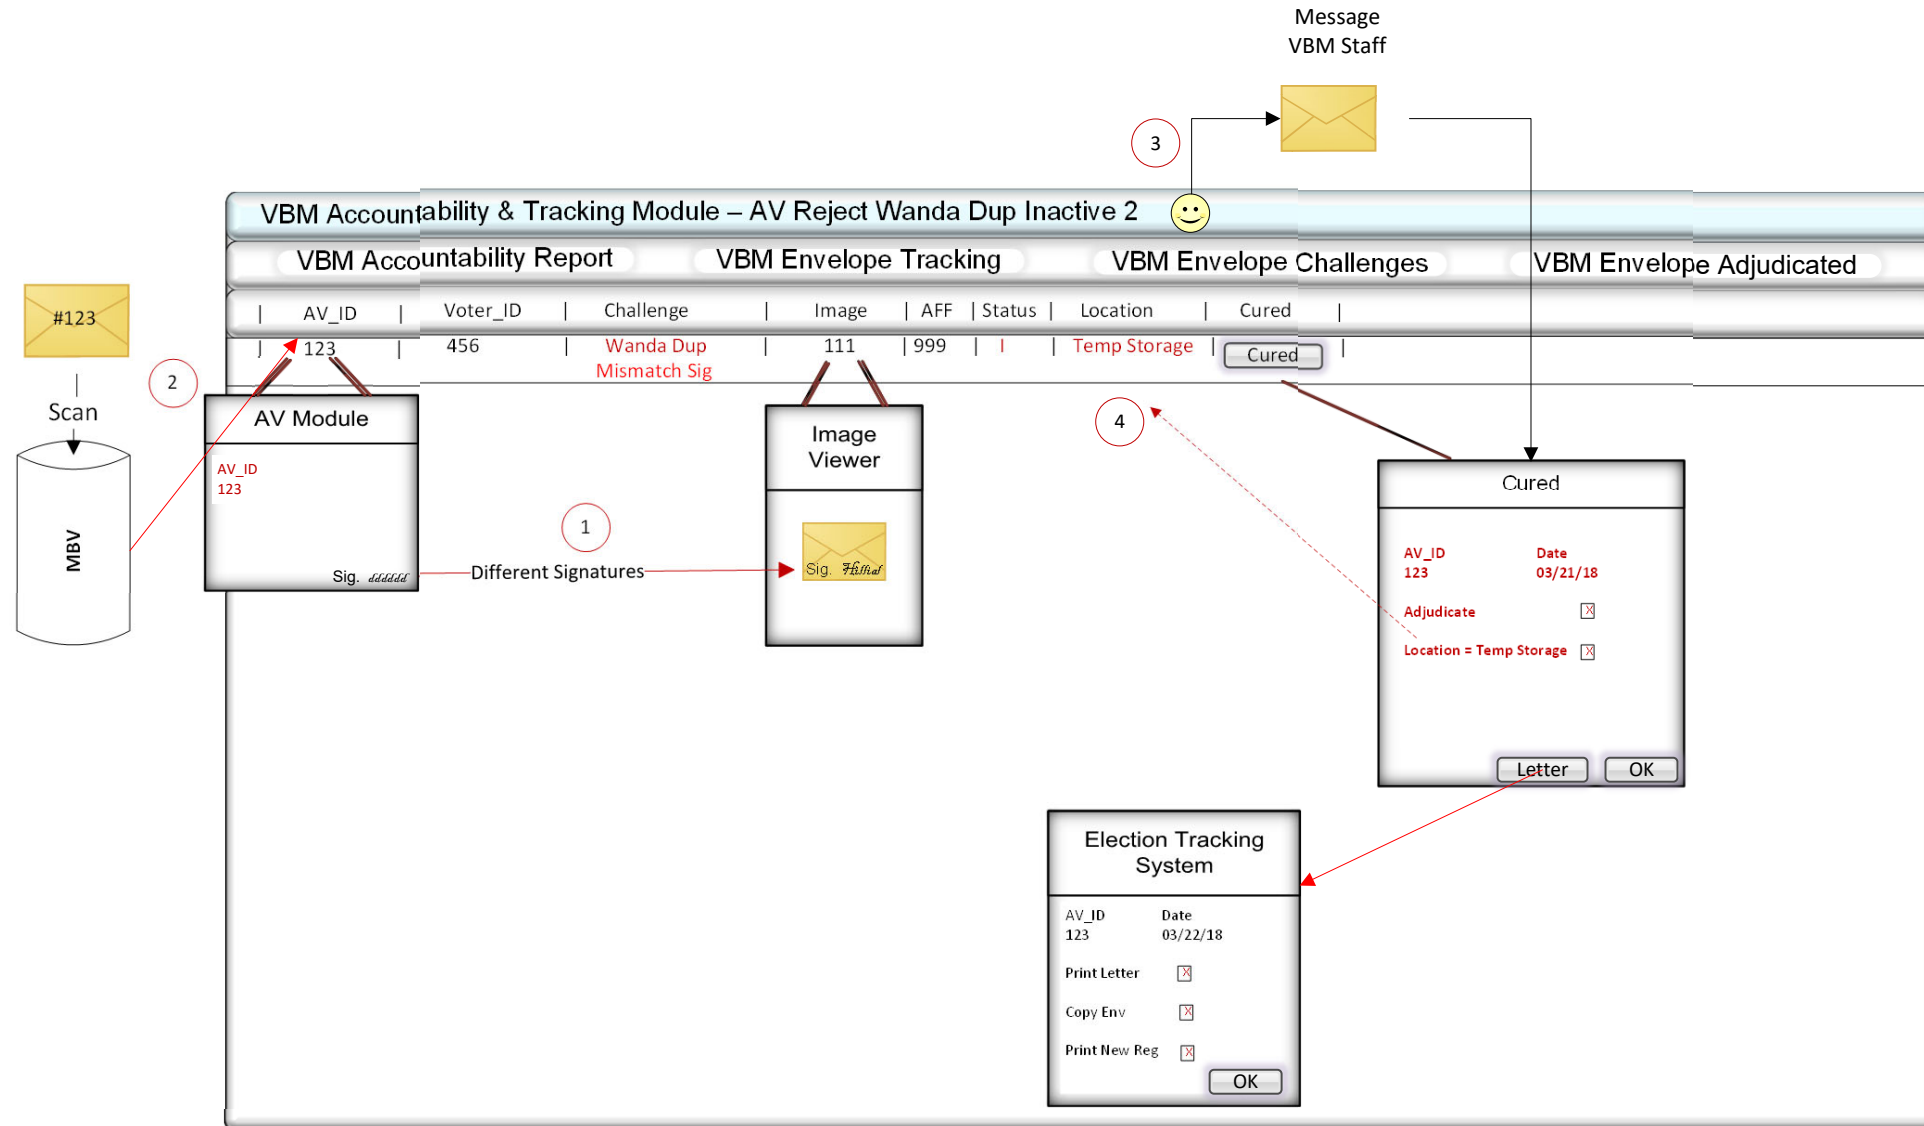 Message
VBM Staff
3
VBM Accountability & Tracking Module – AV Reject Wanda Dup Inactive 2
VBM Accountability Report VBM Envelope Tracking VBM Envelope Challenges VBM Envelope Adjudicated
| AV_ID | Voter_ID | Challenge | Image | AFF | Status | Location | Cured |
| 123 | 456 | Wanda Dup | 111 | 999 | I | Temp Storage | Cured |
Mismatch Sig
#123
2
Scan
MBV
AV Module
AV_ID
123
Sig. dddddd
1
Different Signatures
Image
Viewer
Sig.
4
Cured
AV_ID Date
123 03/21/18
Adjudicate X
Location = Temp Storage X
Letter OK
Election Tracking
System
AV_ID Date
123 03/22/18
Print Letter X
Copy Env X
Print New Reg X
OK